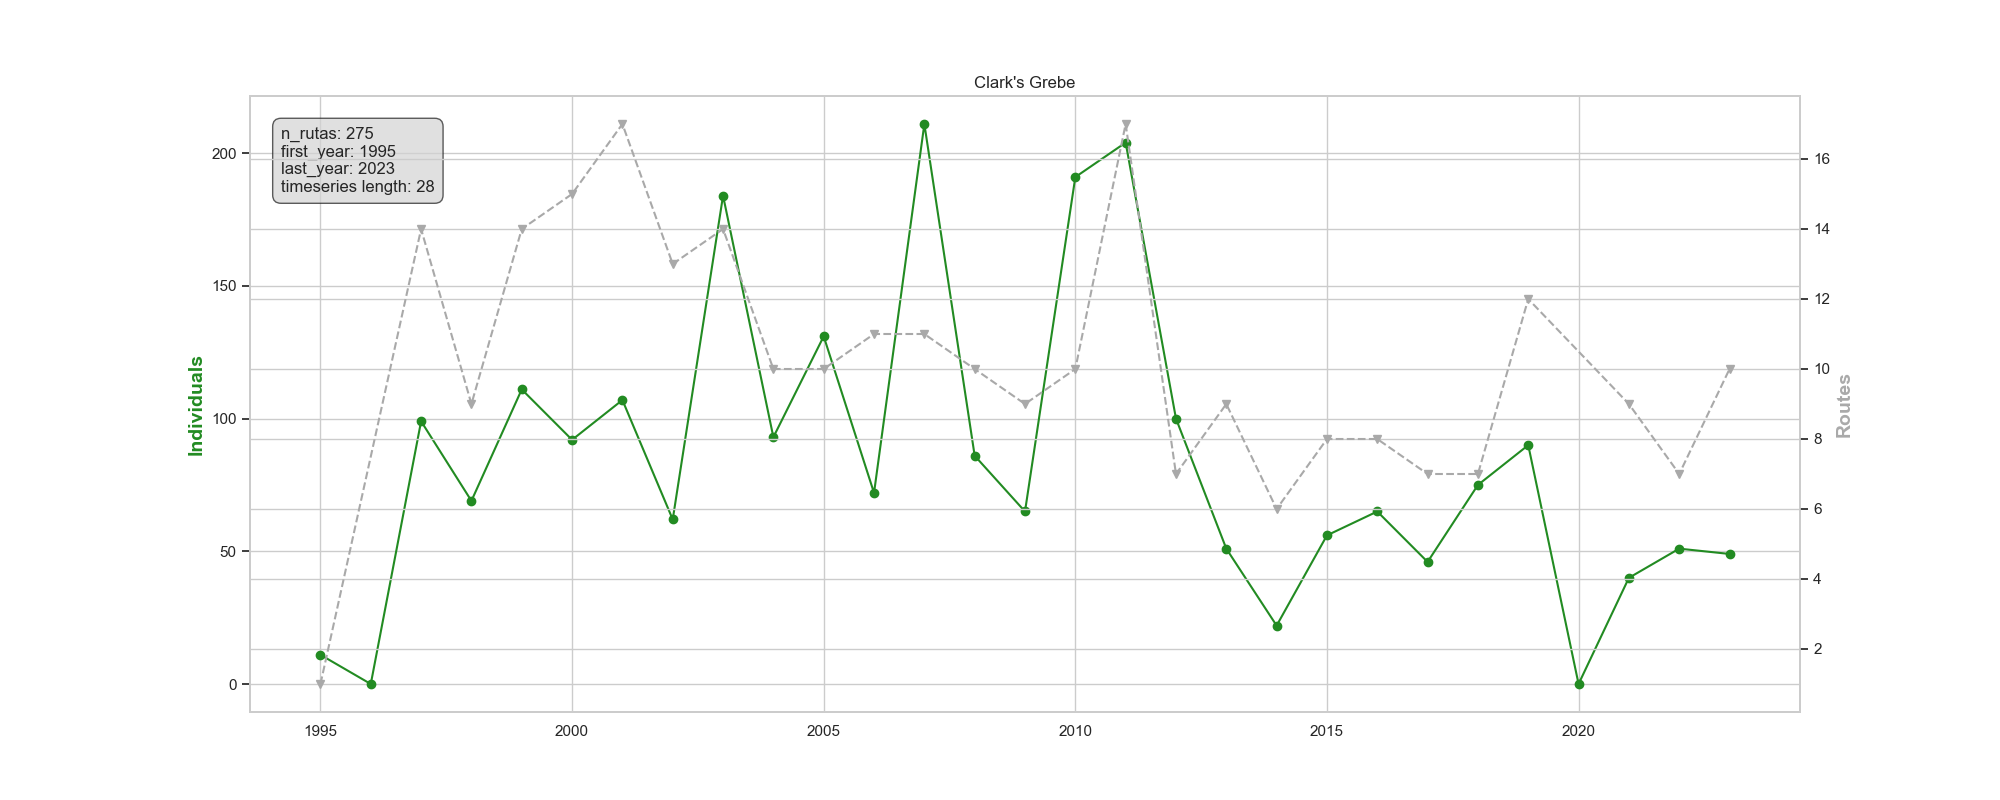 Clark's Grebe
n_rutas: 275
first_year: 1995
last_year: 2023
timeseries length: 28
Individuals
200
150
100
50
0
16
14
12
10
8
6
4
2
Routes
1995
2000
2005
2010
2015
2020